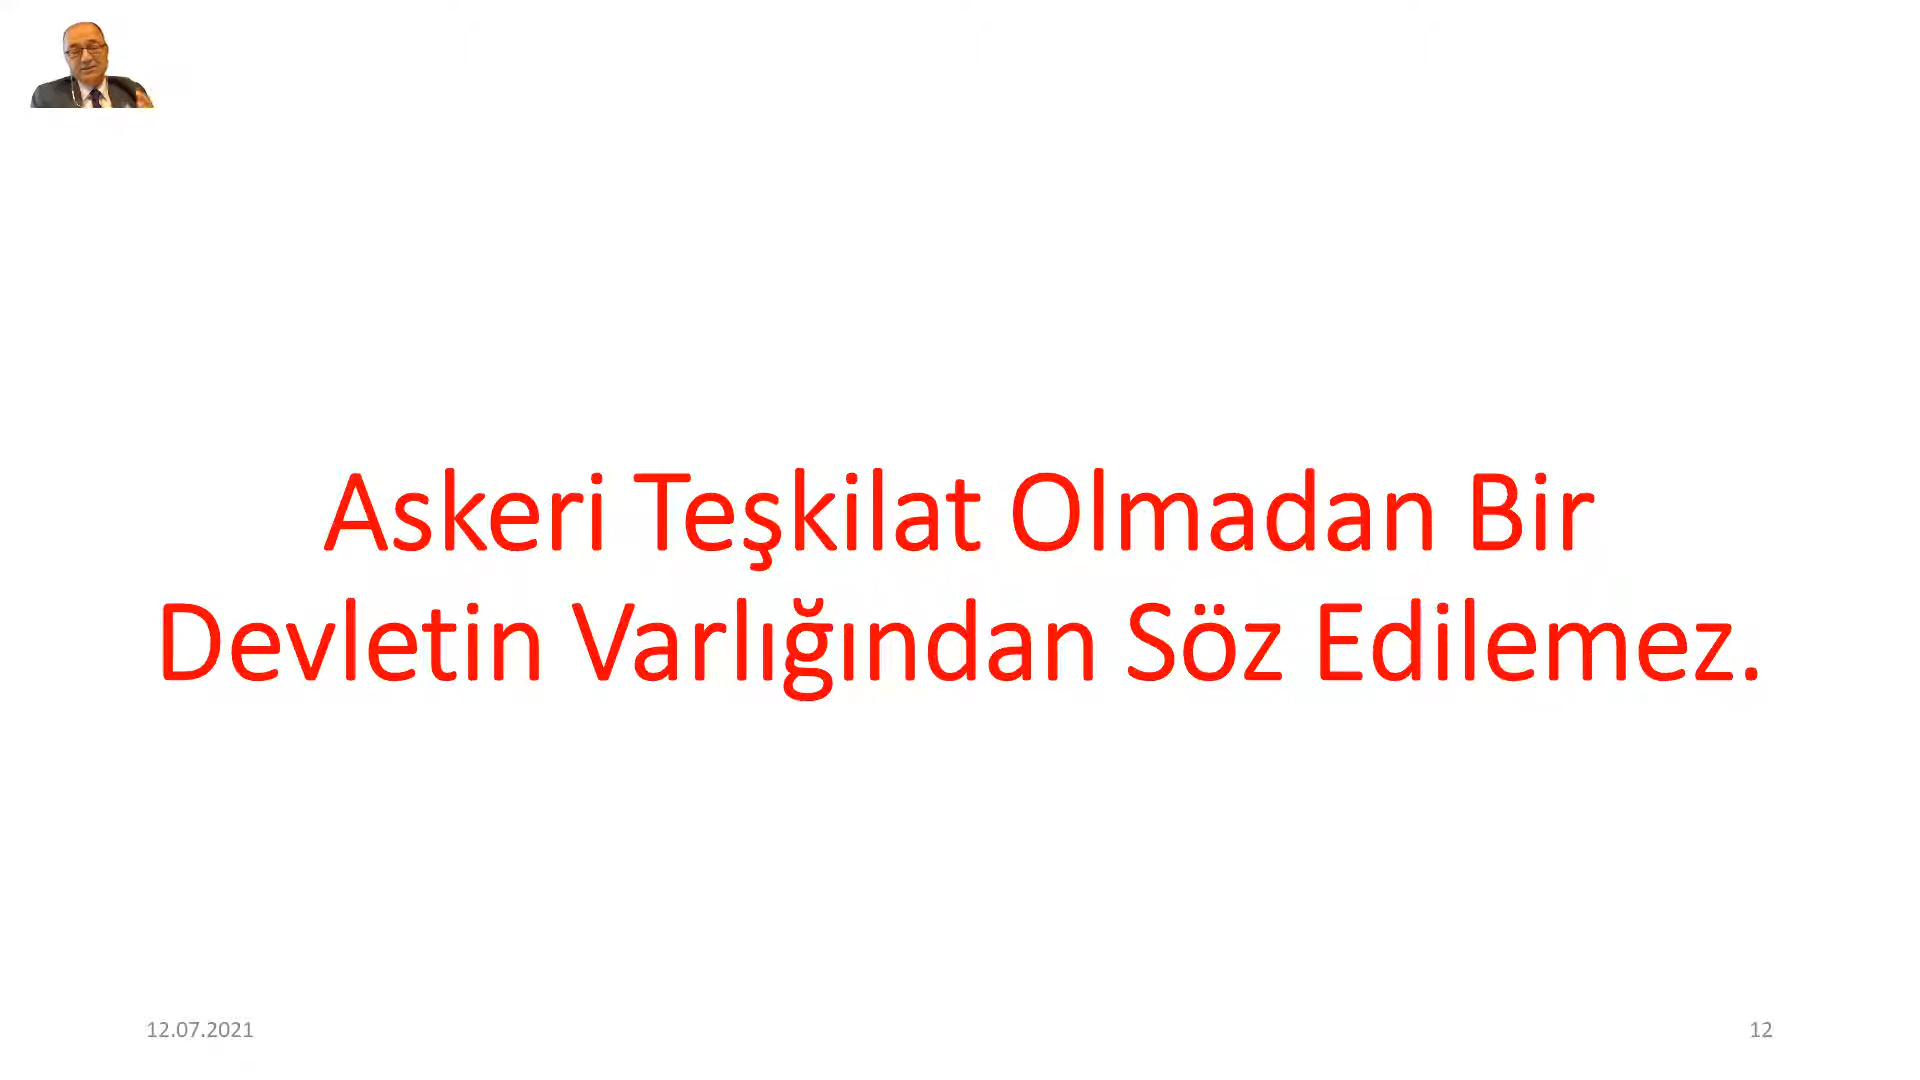 Askeri Teşkilat Olmadan Bir
Devletin Varlığından Söz Edilemez.
12.07.2021
12